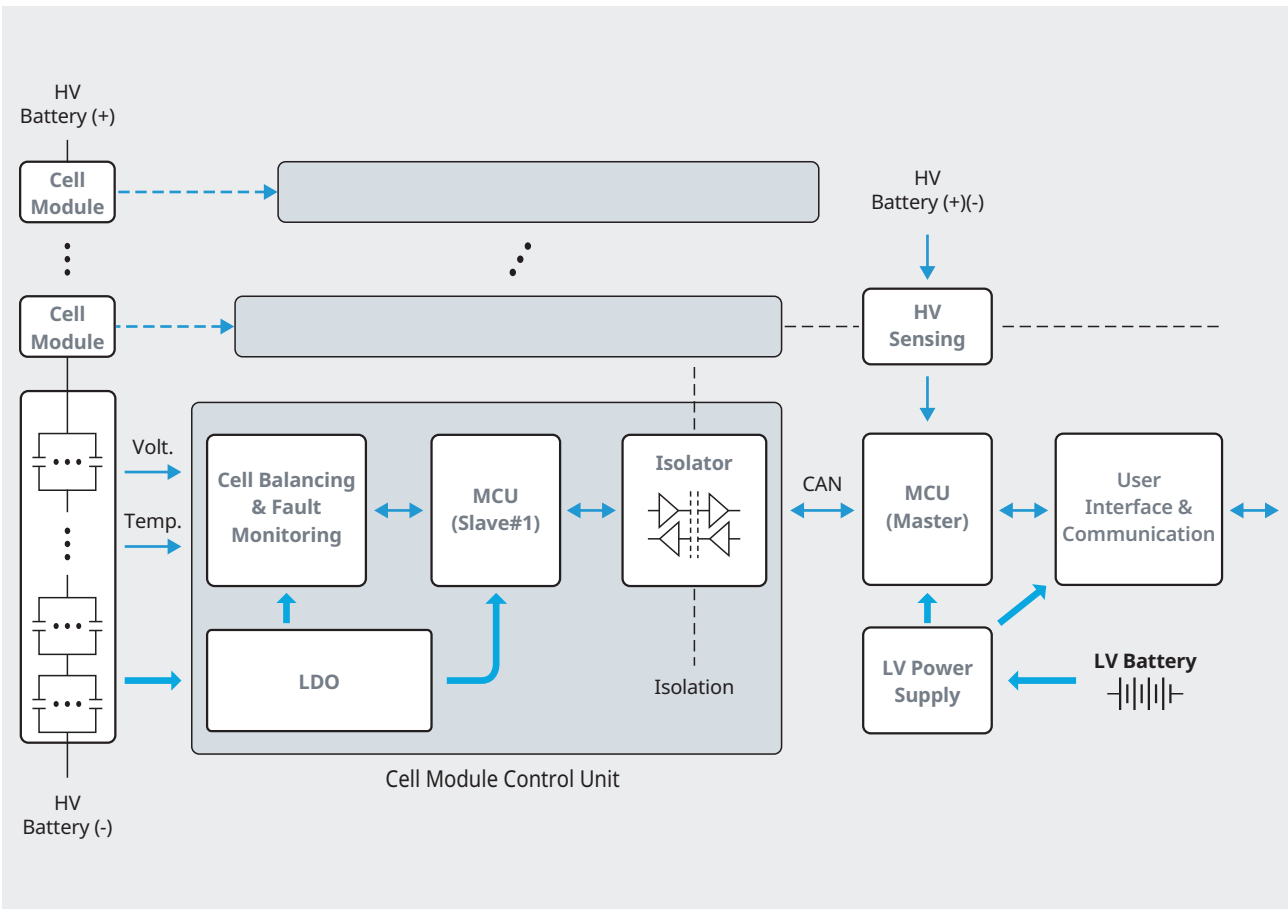 HV
Battery (+)
Cell
Module
HV
Battery (+)(-)
Cell
Module
HV
Sensing
Volt.
Temp.
Cell Balancing
& Fault
Monitoring
MCU
(Slave#1)
Isolator
CAN
MCU
(Master)
User
Interface &
Communication
LDO
Isolation
LV Power
Supply
LV Battery
Cell Module Control Unit
HV
Battery (-)